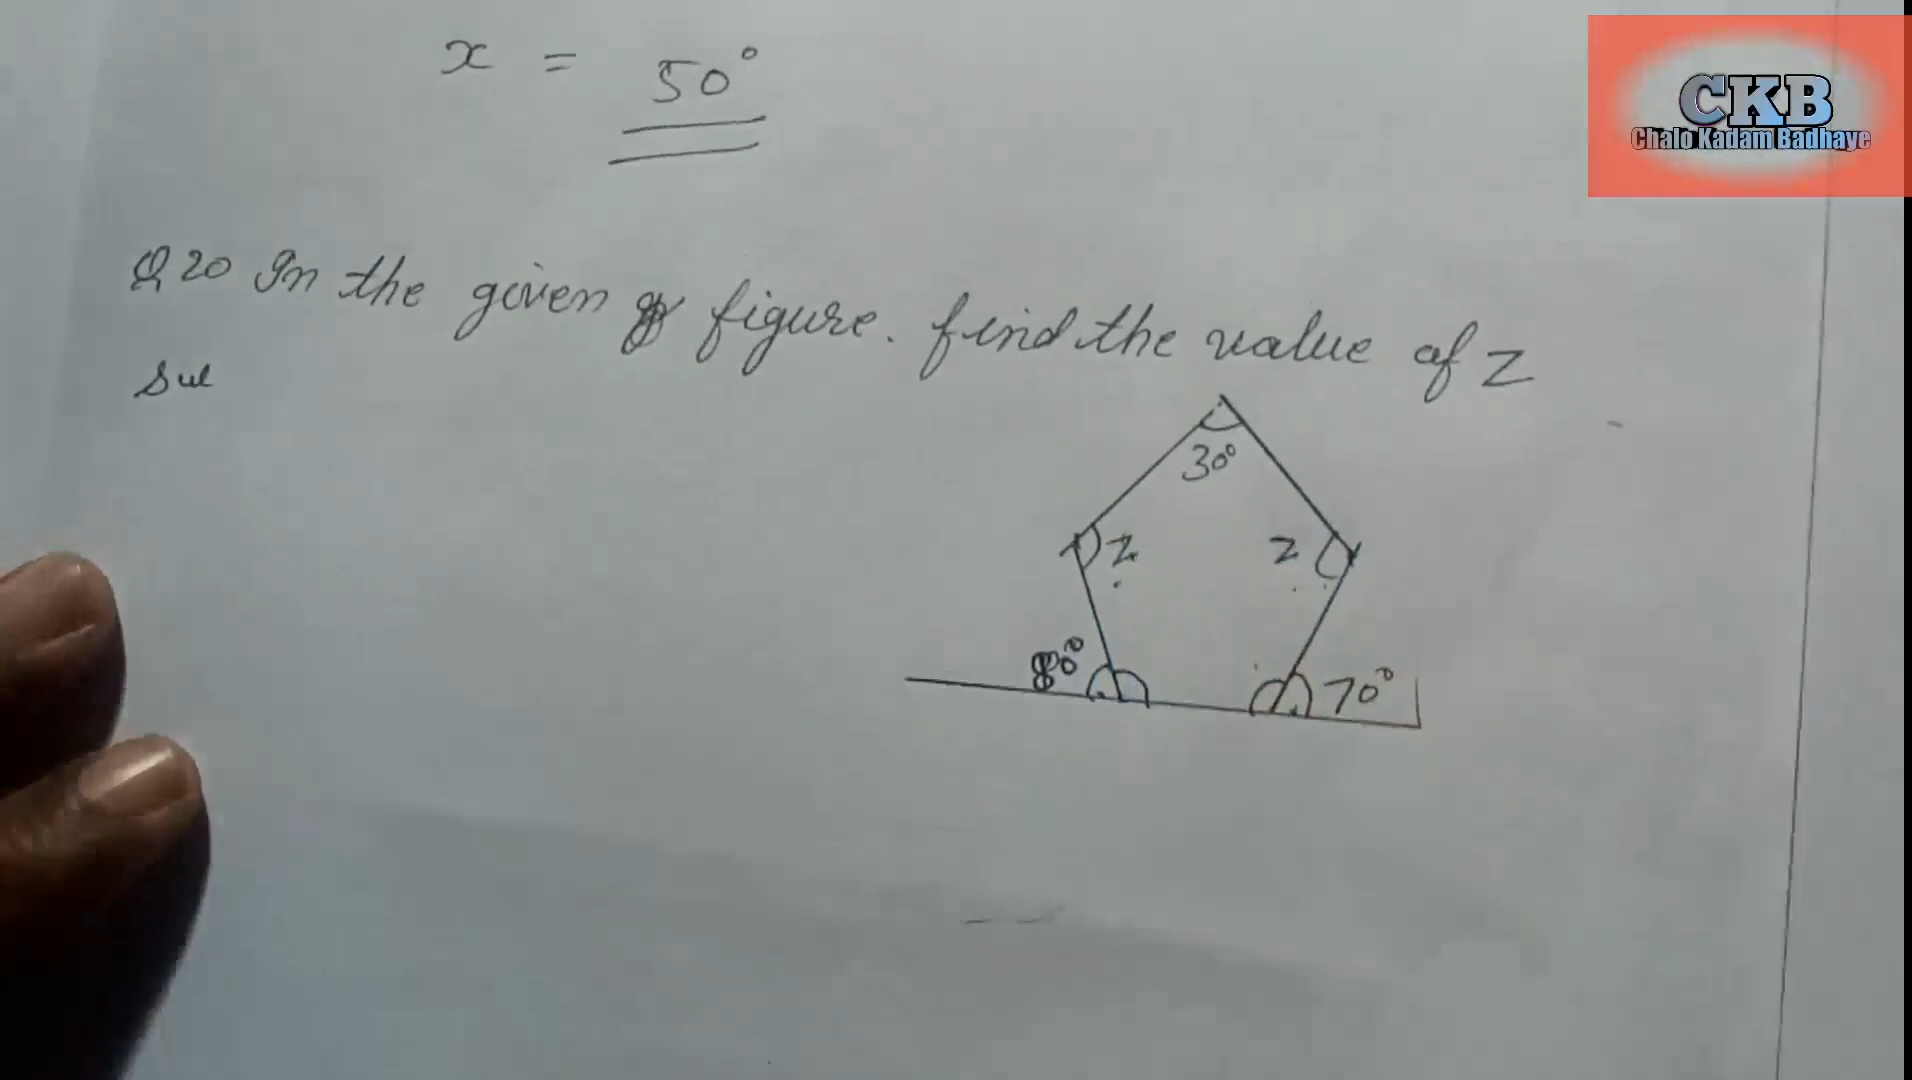 x = 50°
Q20 In the given figure. find the value of z
Sol
30°
z z
80° 70°
CKB
Chalo Kadam Badhaye